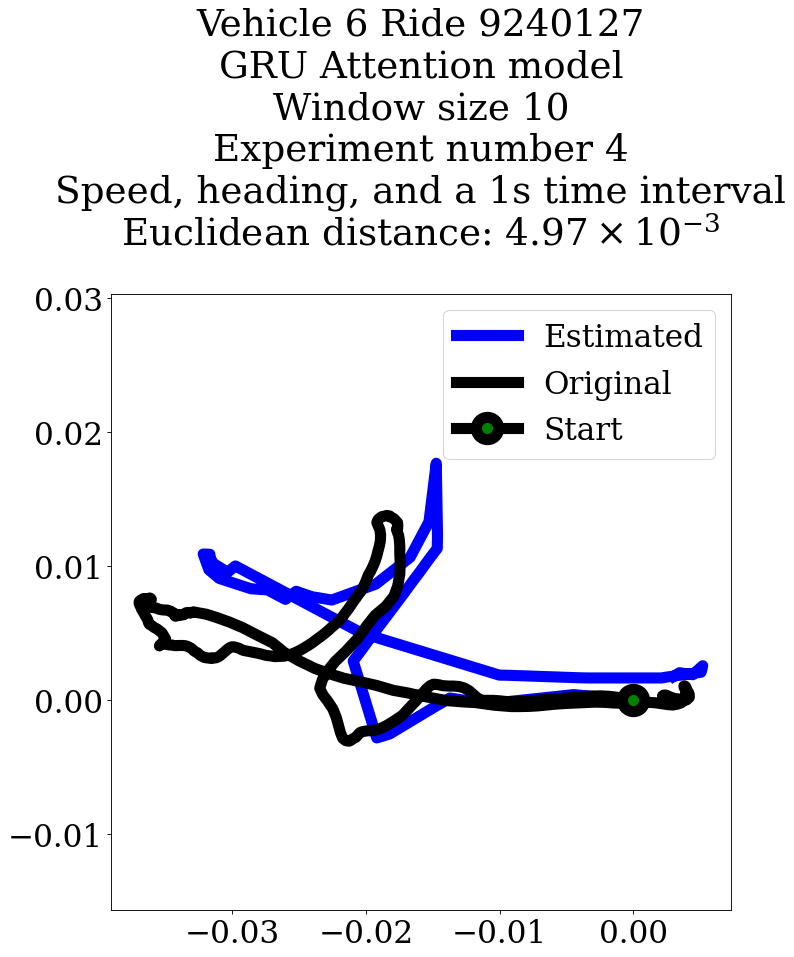 Vehicle 6 Ride 9240127
GRU Attention model
Window size 10
Experiment number 4
Speed, heading, and a 1s time interval
Euclidean distance: 4.97 × 10⁻³
0.03
Estimated
Original
Start
0.02
0.01
0.00
−0.01
−0.03 −0.02 −0.01 0.00